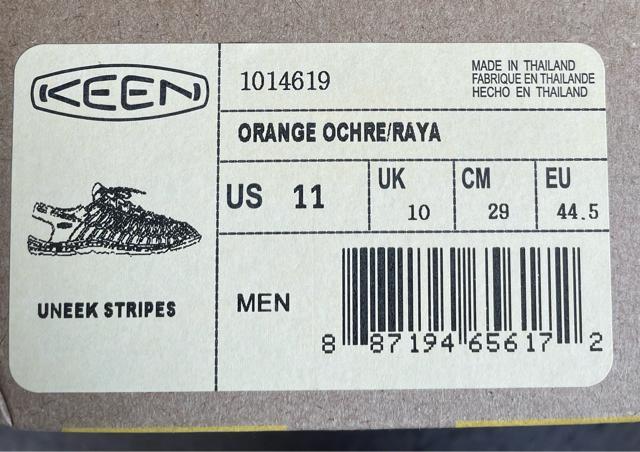 KEEN
1014619
MADE IN THAILAND
FABRIQUE EN THAILANDE
HECHO EN THAILAND
ORANGE OCHRE/RAYA
US 11
UK
10
CM
29
EU
44.5
UNEEK STRIPES
MEN
8 87194 65617 2